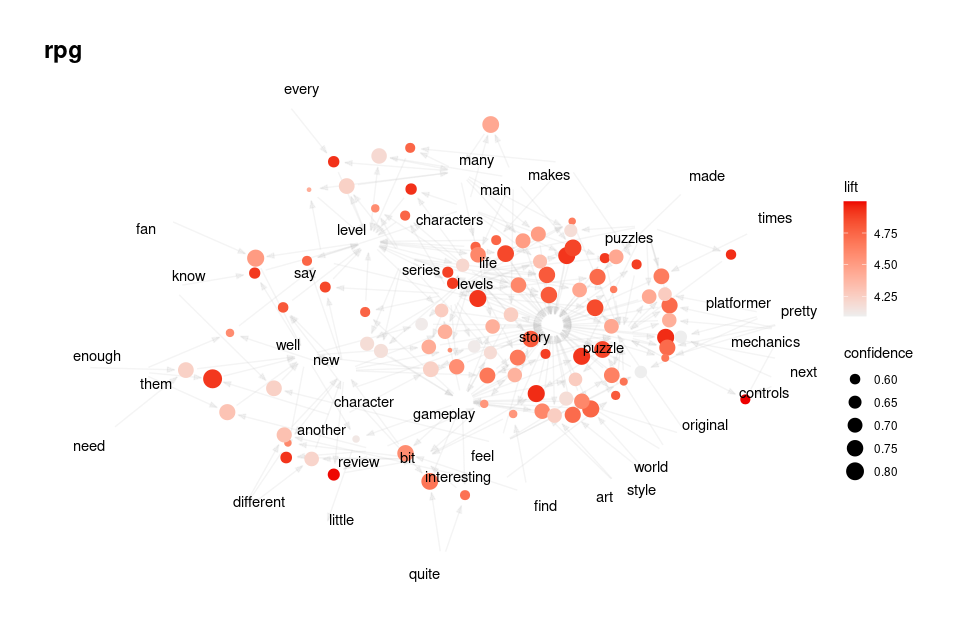 rpg
every
many
makes
made
main
characters
times
fan
level
puzzles
life
series
know
say
levels
platformer
pretty
story
mechanics
well
puzzle
enough
new
next
them
controls
character
gameplay
original
another
need
feel
review
bit
world
interesting
style
art
different
find
little
quite
lift
4.75
4.50
4.25
confidence
0.60
0.65
0.70
0.75
0.80